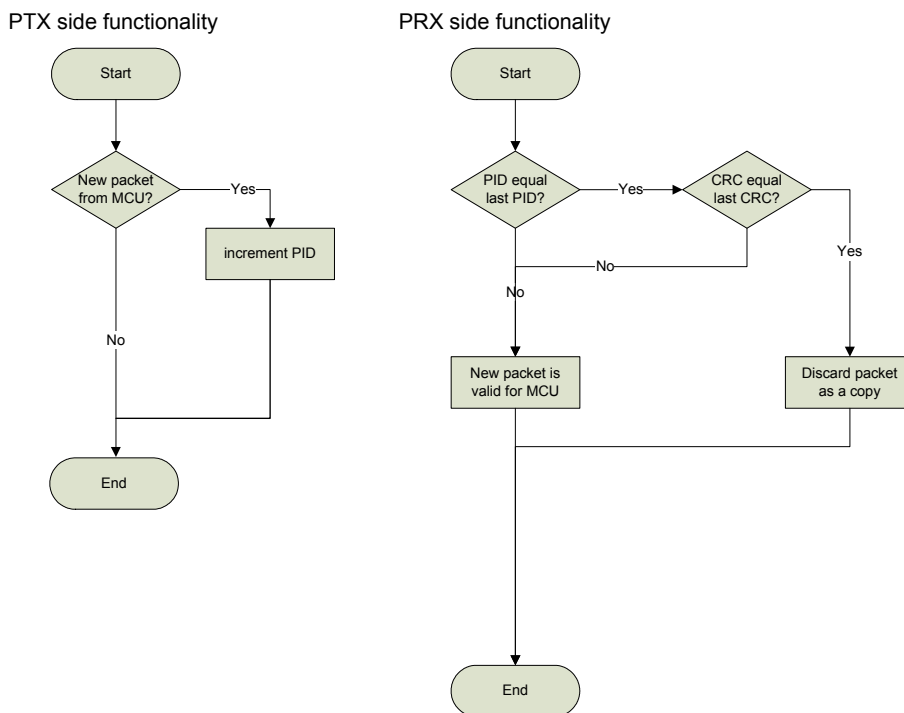 PTX side functionality
Start
New packet
from MCU?
Yes
increment PID
No
End
PRX side functionality
Start
PID equal
last PID?
Yes
CRC equal
last CRC?
Yes
No
No
New packet is
valid for MCU
Discard packet
as a copy
End